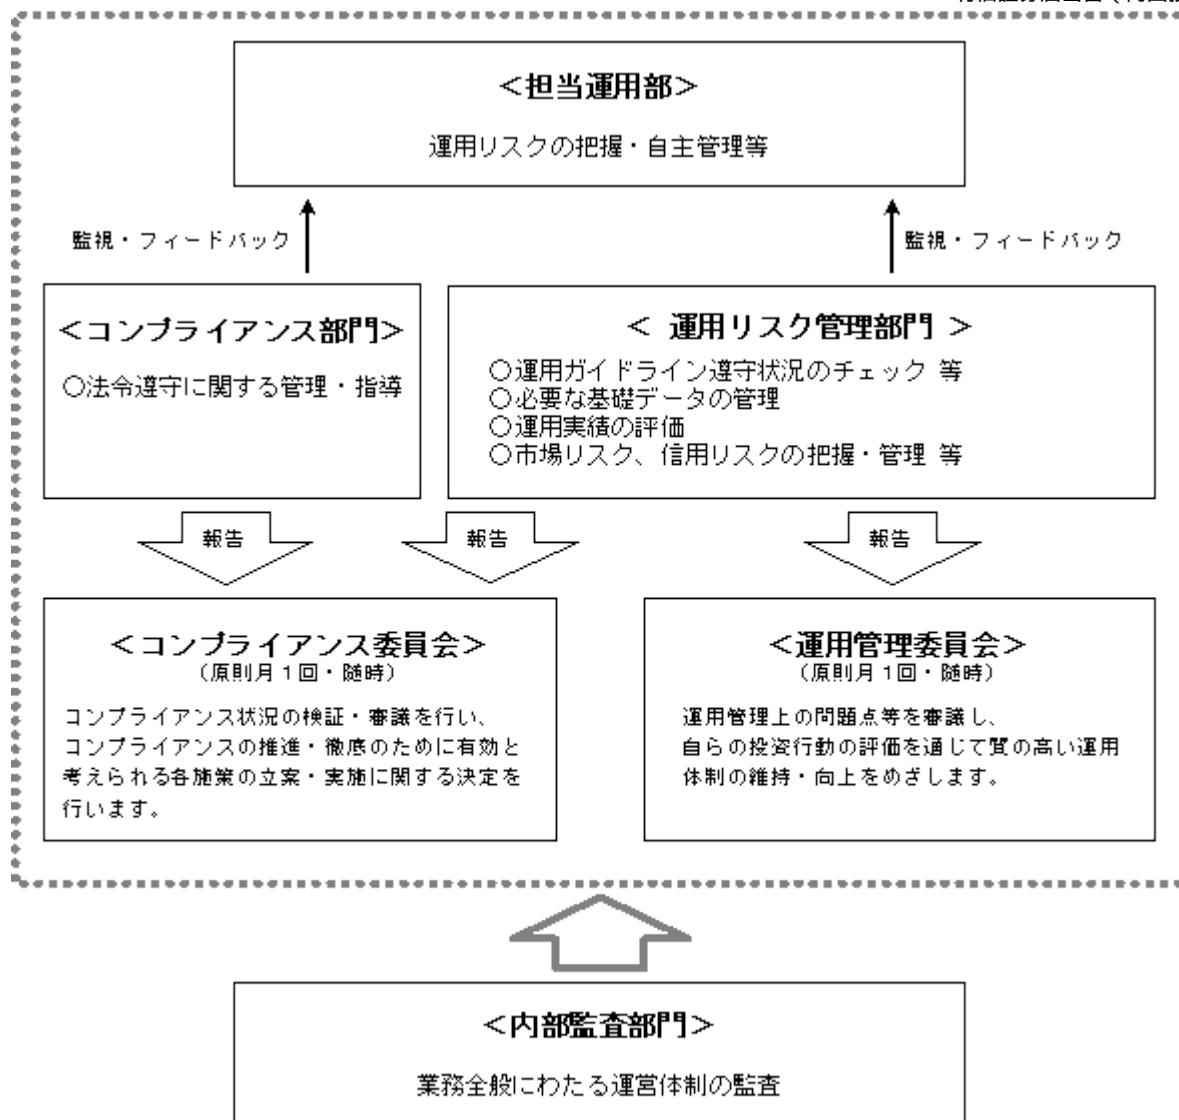 ＜担当運用部＞
運用リスクの把握・自主管理等
監視・フィードバック
監視・フィードバック
＜コンプライアンス部門＞
○法令遵守に関する管理・指導
＜ 運用リスク管理部門 ＞
○運用ガイドライン遵守状況のチェック 等
○必要な基礎データの管理
○運用実績の評価
○市場リスク、信用リスクの把握・管理 等
報告
報告
報告
＜コンプライアンス委員会＞
（原則月１回・随時）
コンプライアンス状況の検証・審議を行い、
コンプライアンスの推進・徹底のために有効と
考えられる各施策の立案・実施に関する決定を
行います。
＜運用管理委員会＞
（原則月１回・随時）
運用管理上の問題点等を審議し、
自らの投資行動の評価を通じて質の高い運用
体制の維持・向上をめざします。
＜内部監査部門＞
業務全般にわたる運営体制の監査